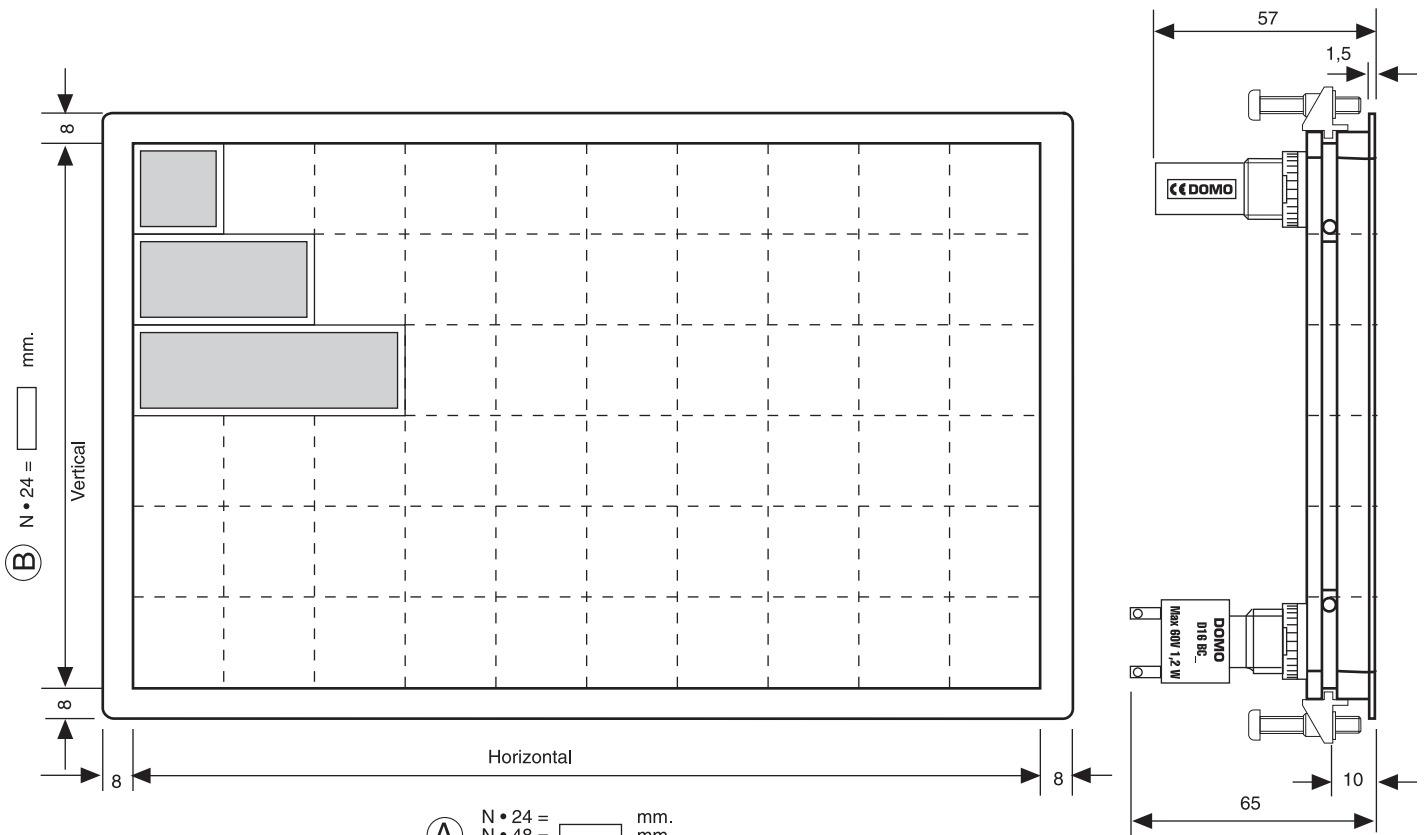 57
1,5
8
CE DOMO
B N • 24 = mm.
Vertical
DOMO
D16 BC_
Max 60V 1,2 W
8
8
Horizontal
8
10
65
A N • 24 = mm.
N • 48 = mm.